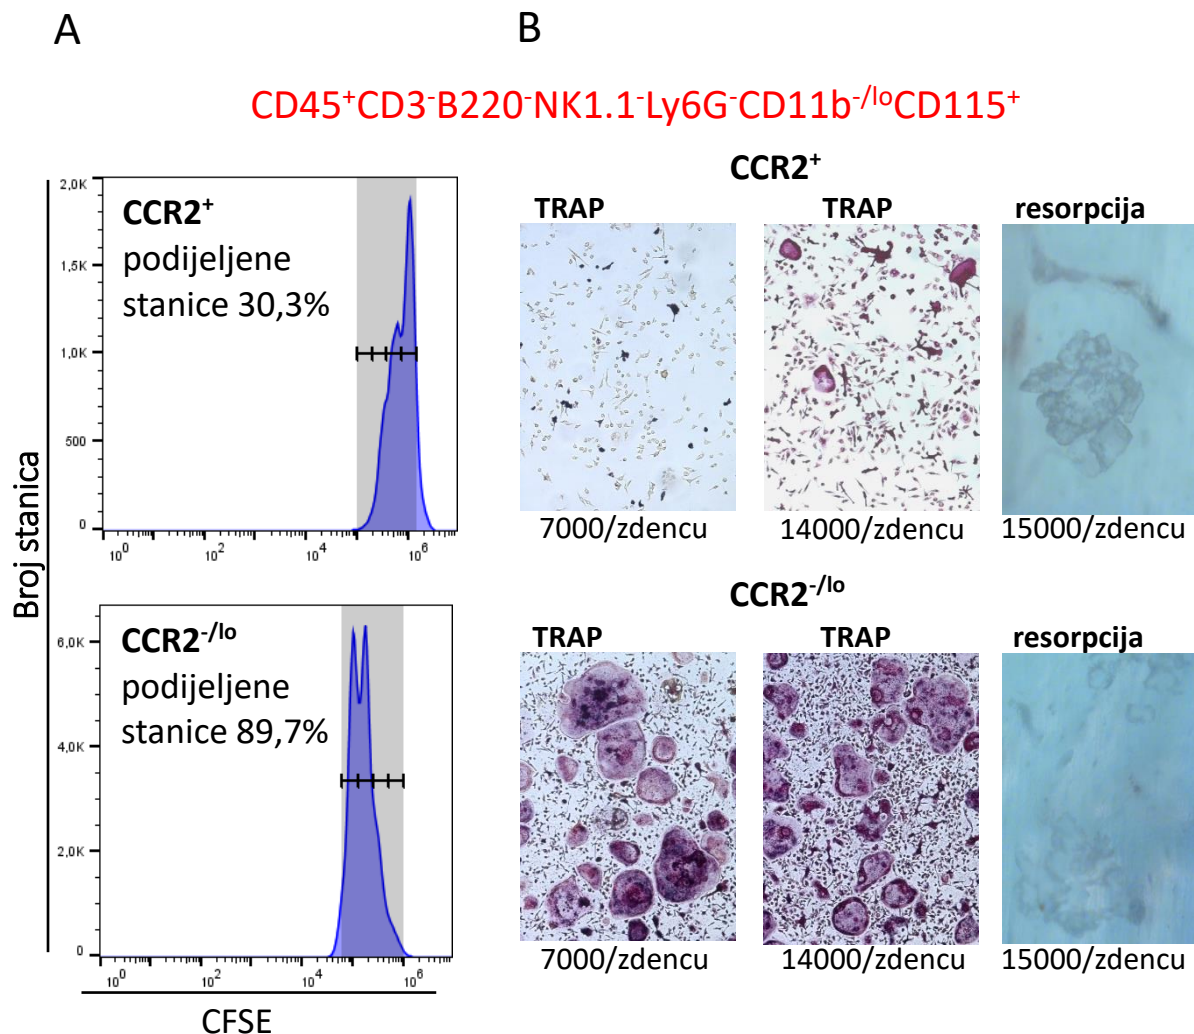 A
B
CD45⁺CD3⁻B220⁻NK1.1⁻Ly6G⁻CD11b⁻/ˡᵒCD115⁺
Broj stanica
2,0K
1,5K
1,0K
500
0
CCR2⁺
podijeljene
stanice 30,3%
10⁰ 10² 10⁴ 10⁶
6,0K
4,0K
2,0K
0
CCR2⁻/ˡᵒ
podijeljene
stanice 89,7%
10⁰ 10² 10⁴ 10⁶
CFSE
CCR2⁺
TRAP TRAP resorpcija
7000/zdencu 14000/zdencu 15000/zdencu
CCR2⁻/ˡᵒ
TRAP TRAP resorpcija
7000/zdencu 14000/zdencu 15000/zdencu